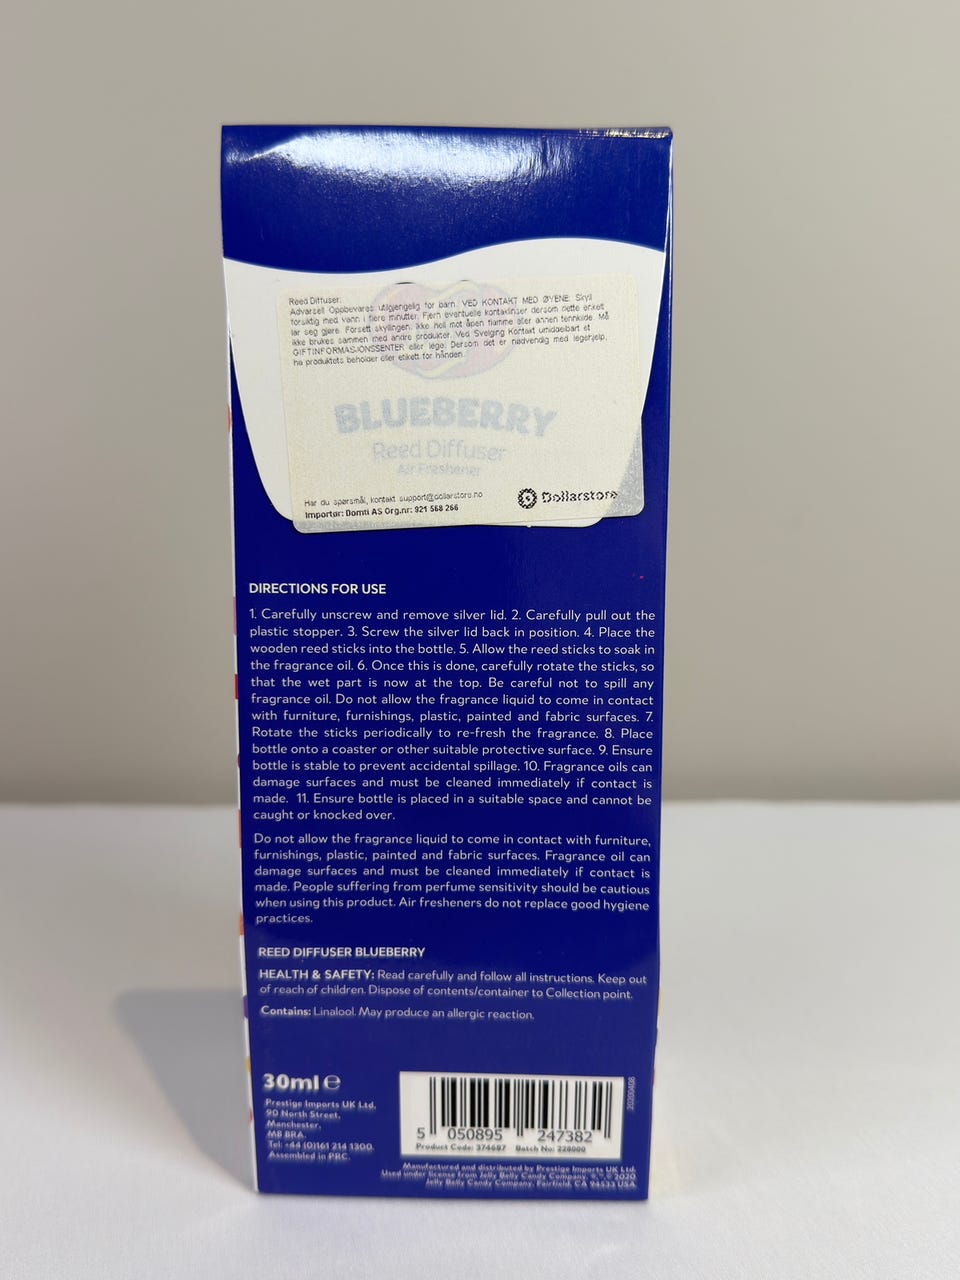 Reed Diffuser.
Advarsel! Oppbevares utilgjengelig for barn. VED KONTAKT MED ØYENE: Skyll
forsiktig med vann i flere minutter. Fjern eventuelle kontaktlinser dersom dette enkelt
lar seg gjøre. Forsett skyllingen. Ikke hell mot åpen flamme eller annen tennkilde. Må
ikke brukes sammen med andre produkter. Ved Svelging Kontakt umiddelbart et
GIFTINFORMASJONSSENTER eller lege. Dersom det er nødvendig med legehjelp,
ha produktets beholder eller etikett for hånden.
BLUEBERRY
Reed Diffuser
Air Freshener
Har du spørsmål, kontakt support@dollarstore.no
Importør: Domti AS Org.nr: 921 568 266
Dollarstore
DIRECTIONS FOR USE
1. Carefully unscrew and remove silver lid. 2. Carefully pull out the
plastic stopper. 3. Screw the silver lid back in position. 4. Place the
wooden reed sticks into the bottle. 5. Allow the reed sticks to soak in
the fragrance oil. 6. Once this is done, carefully rotate the sticks, so
that the wet part is now at the top. Be careful not to spill any
fragrance oil. Do not allow the fragrance liquid to come in contact
with furniture, furnishings, plastic, painted and fabric surfaces. 7.
Rotate the sticks periodically to re-fresh the fragrance. 8. Place
bottle onto a coaster or other suitable protective surface. 9. Ensure
bottle is stable to prevent accidental spillage. 10. Fragrance oils can
damage surfaces and must be cleaned immediately if contact is
made. 11. Ensure bottle is placed in a suitable space and cannot be
caught or knocked over.
Do not allow the fragrance liquid to come in contact with furniture,
furnishings, plastic, painted and fabric surfaces. Fragrance oil can
damage surfaces and must be cleaned immediately if contact is
made. People suffering from perfume sensitivity should be cautious
when using this product. Air fresheners do not replace good hygiene
practices.
REED DIFFUSER BLUEBERRY
HEALTH & SAFETY: Read carefully and follow all instructions. Keep out
of reach of children. Dispose of contents/container to Collection point.
Contains: Linalool. May produce an allergic reaction.
30ml ℮
Prestige Imports UK Ltd.
90 North Street,
Manchester,
M8 8RA.
Tel: +44 (0)161 214 1300.
Assembled in PRC.
5 050895 247382
Product Code: 374687 Batch No: 228000
20200408
Manufactured and distributed by Prestige Imports UK Ltd.
Used under license from Jelly Belly Candy Company. ®,™,© 2020
Jelly Belly Candy Company, Fairfield, CA 94533 USA.